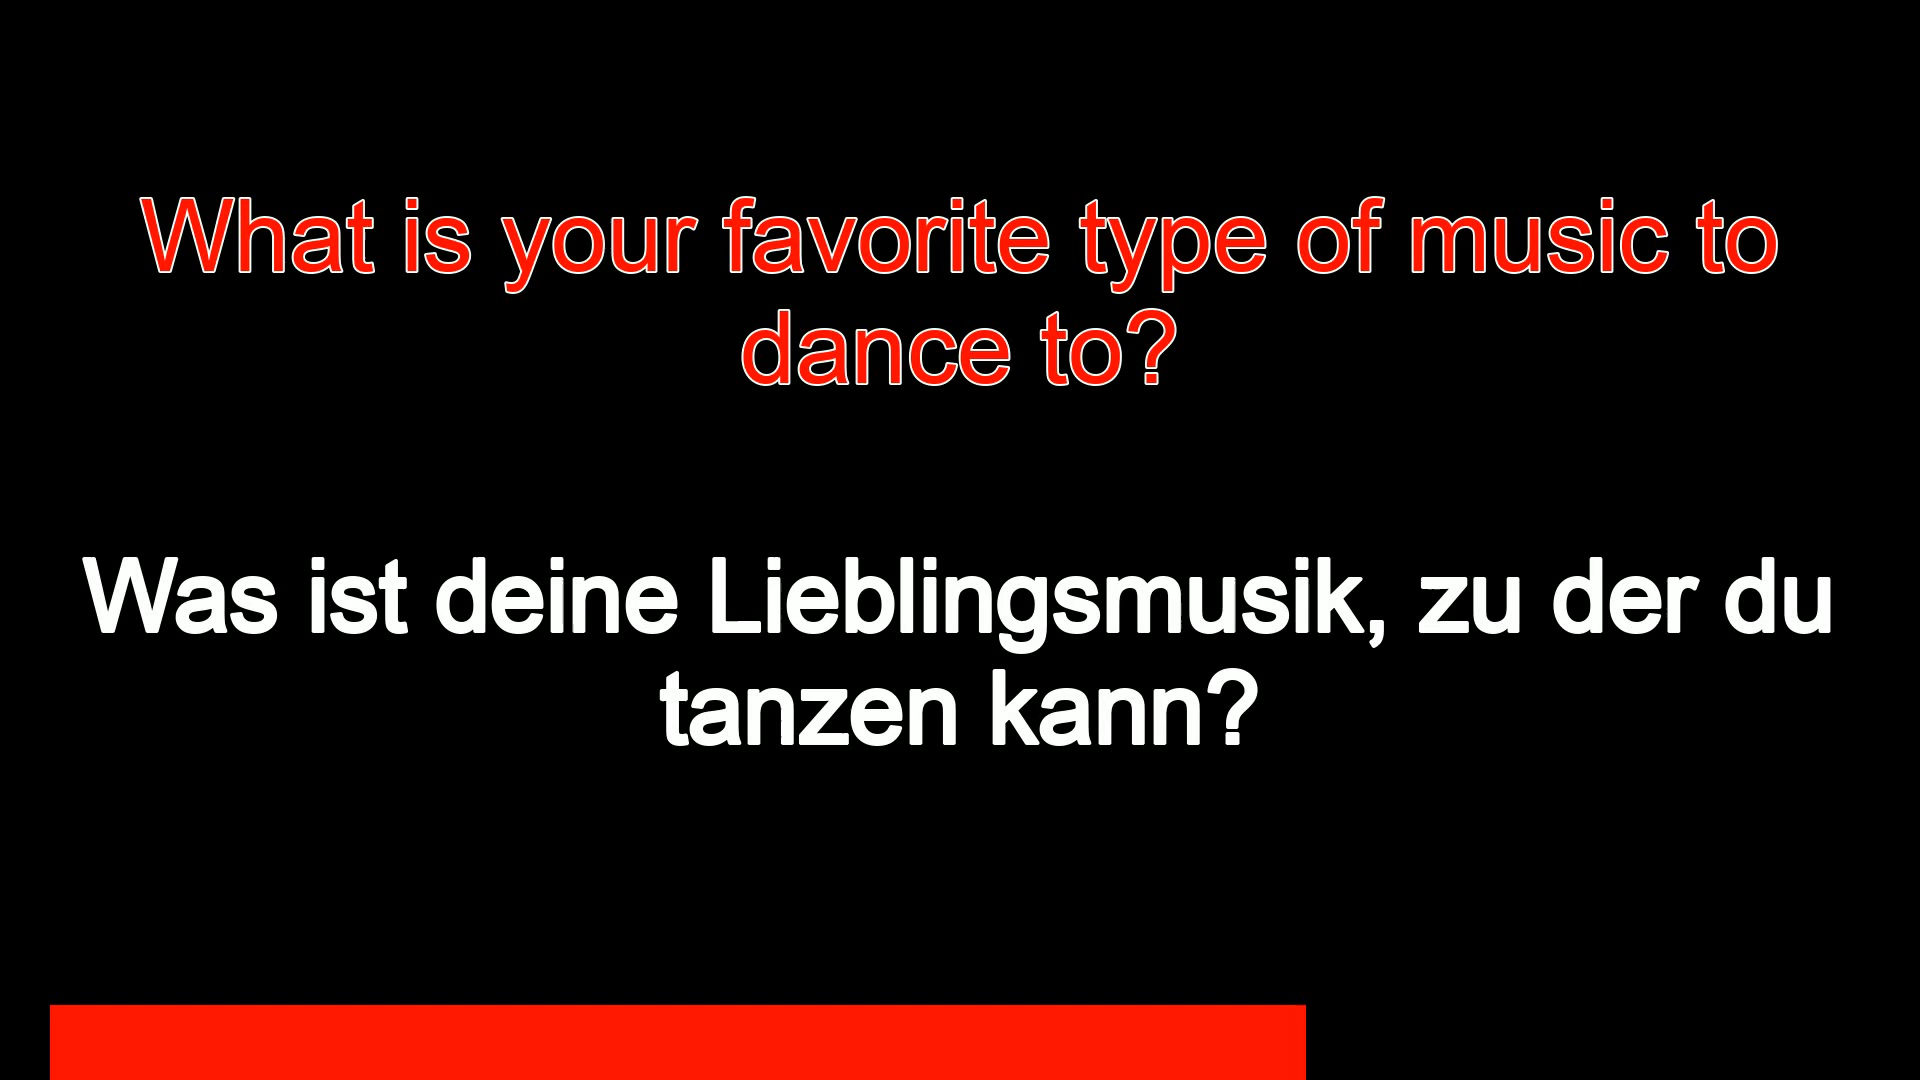 What is your favorite type of music to
dance to?
Was ist deine Lieblingsmusik, zu der du
tanzen kann?